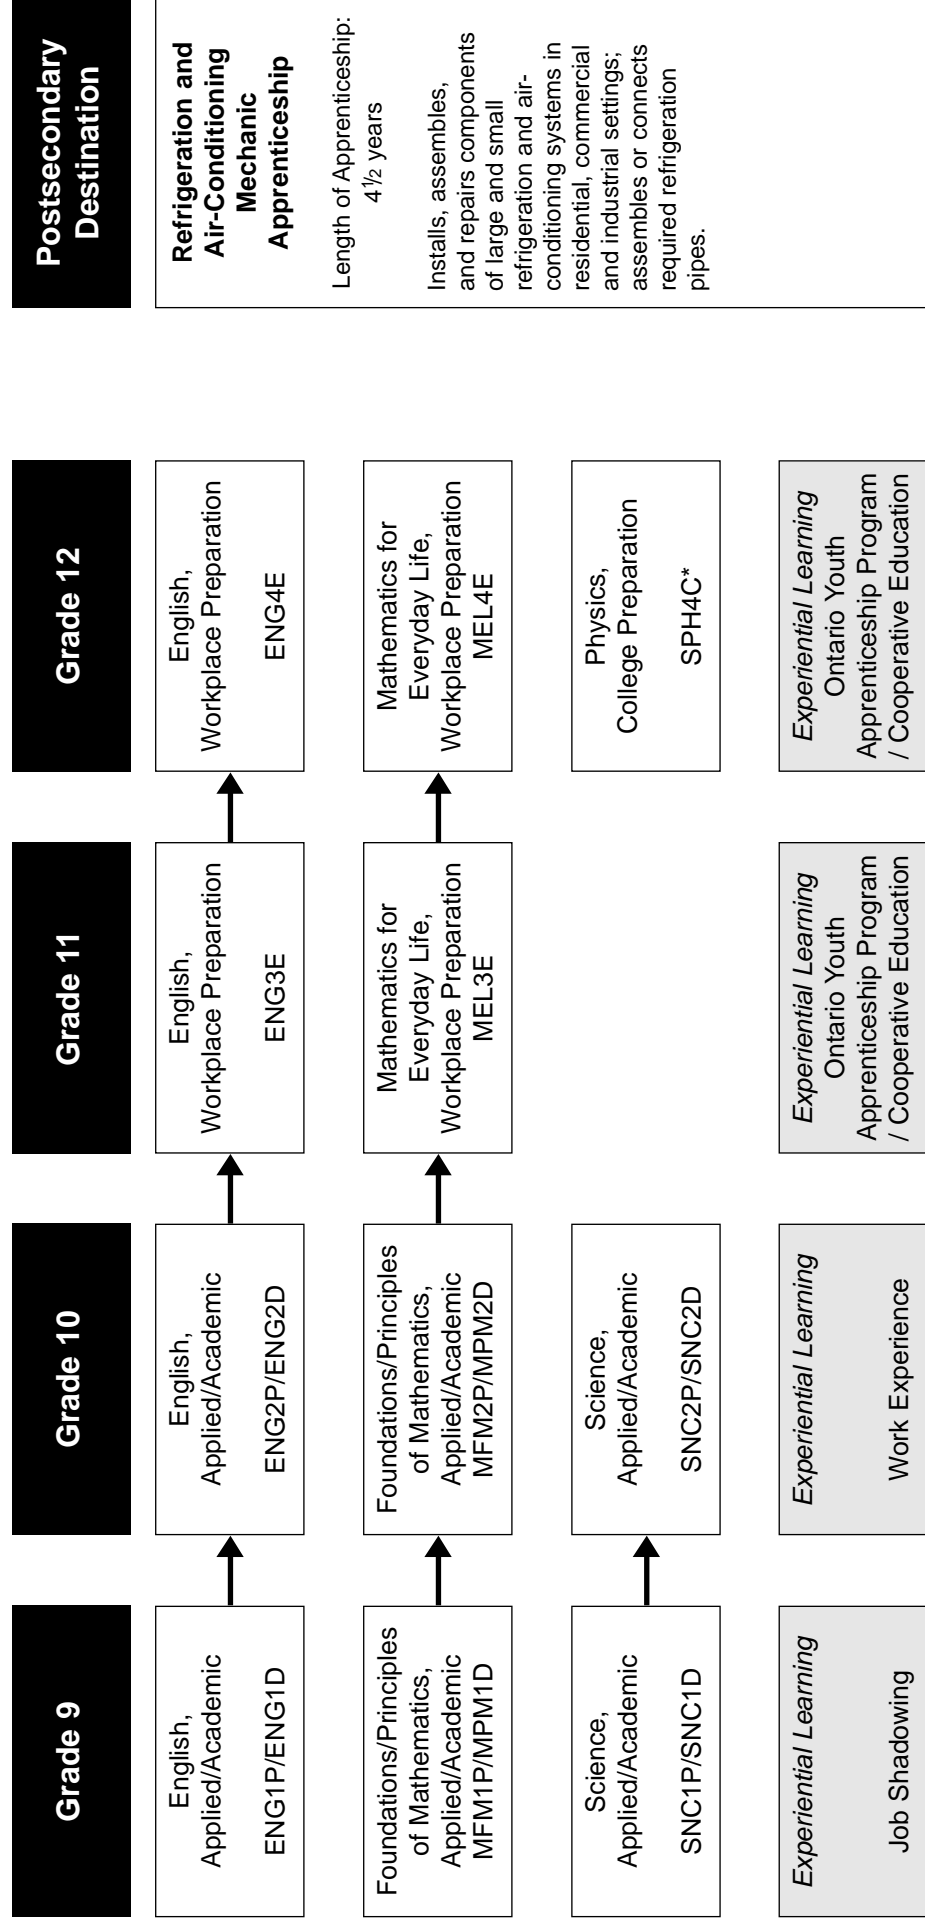 Grade 9
Grade 10
Grade 11
Grade 12
Postsecondary
Destination
English,
Applied/Academic
ENG1P/ENG1D
English,
Applied/Academic
ENG2P/ENG2D
English,
Workplace Preparation
ENG3E
English,
Workplace Preparation
ENG4E
Foundations/Principles
of Mathematics,
Applied/Academic
MFM1P/MPM1D
Foundations/Principles
of Mathematics,
Applied/Academic
MFM2P/MPM2D
Mathematics for
Everyday Life,
Workplace Preparation
MEL3E
Mathematics for
Everyday Life,
Workplace Preparation
MEL4E
Science,
Applied/Academic
SNC1P/SNC1D
Science,
Applied/Academic
SNC2P/SNC2D
Physics,
College Preparation
SPH4C*
Experiential Learning
Job Shadowing
Experiential Learning
Work Experience
Experiential Learning
Ontario Youth
Apprenticeship Program
/ Cooperative Education
Experiential Learning
Ontario Youth
Apprenticeship Program
/ Cooperative Education
Refrigeration and
Air-Conditioning
Mechanic
Apprenticeship
Length of Apprenticeship:
4½ years
Installs, assembles,
and repairs components
of large and small
refrigeration and air-
conditioning systems in
residential, commercial
and industrial settings;
assembles or connects
required refrigeration
pipes.